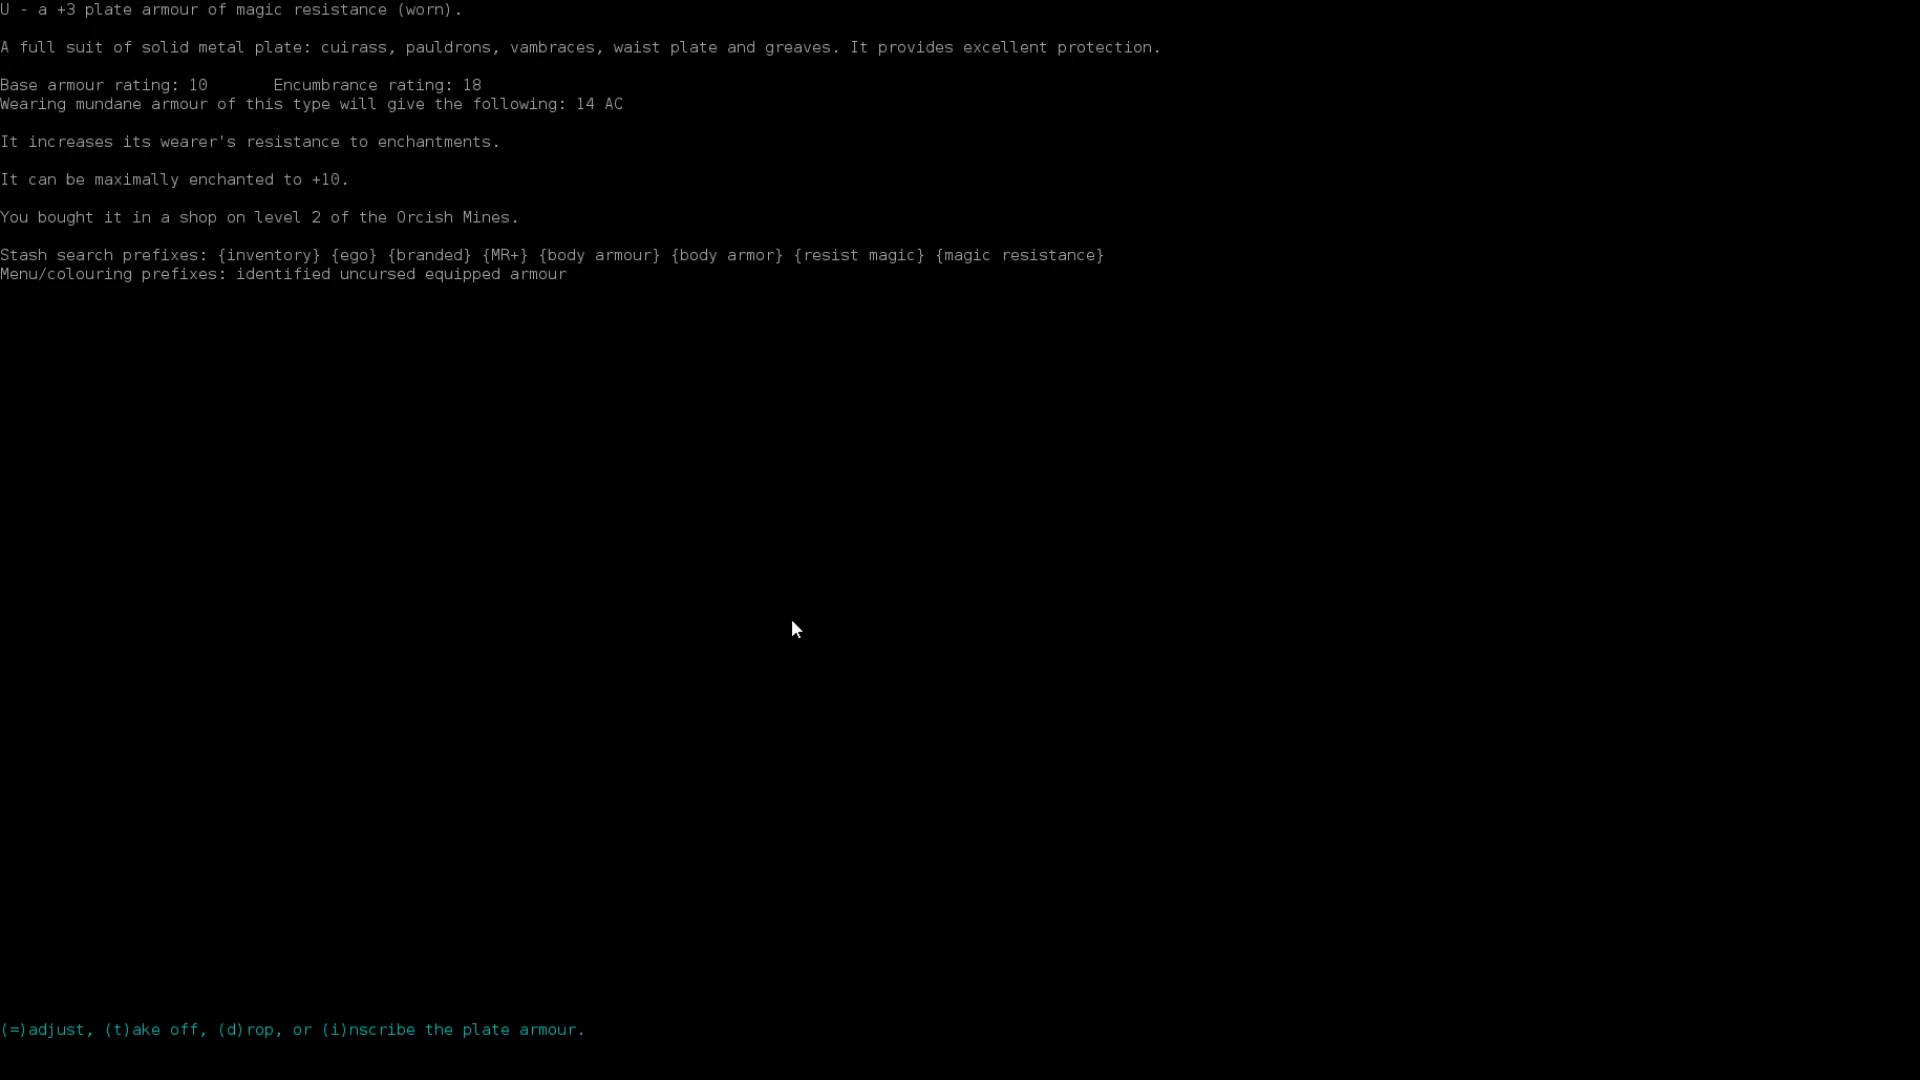 U - a +3 plate armour of magic resistance (worn).
A full suit of solid metal plate: cuirass, pauldrons, vambraces, waist plate and greaves. It provides excellent protection.
Base armour rating: 10       Encumbrance rating: 18
Wearing mundane armour of this type will give the following: 14 AC
It increases its wearer's resistance to enchantments.
It can be maximally enchanted to +10.
You bought it in a shop on level 2 of the Orcish Mines.
Stash search prefixes: {inventory} {ego} {branded} {MR+} {body armour} {body armor} {resist magic} {magic resistance}
Menu/colouring prefixes: identified uncursed equipped armour
(=)adjust, (t)ake off, (d)rop, or (i)nscribe the plate armour.